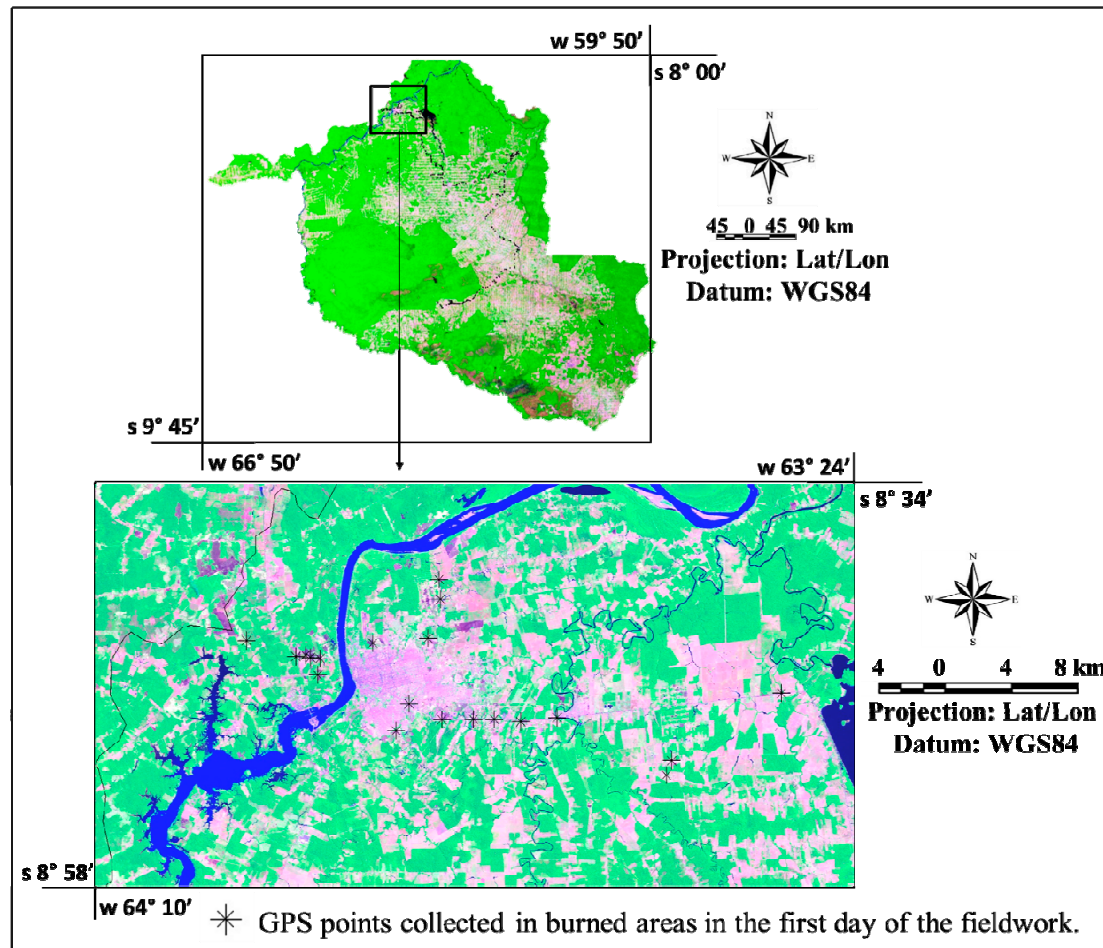 w 59° 50'
s 8° 00'
N
W E
S
45 0 45 90 km
Projection: Lat/Lon
Datum: WGS84
s 9° 45'
w 66° 50'
w 63° 24'
s 8° 34'
N
W E
S
4 0 4 8 km
Projection: Lat/Lon
Datum: WGS84
s 8° 58'
w 64° 10'
GPS points collected in burned areas in the first day of the fieldwork.